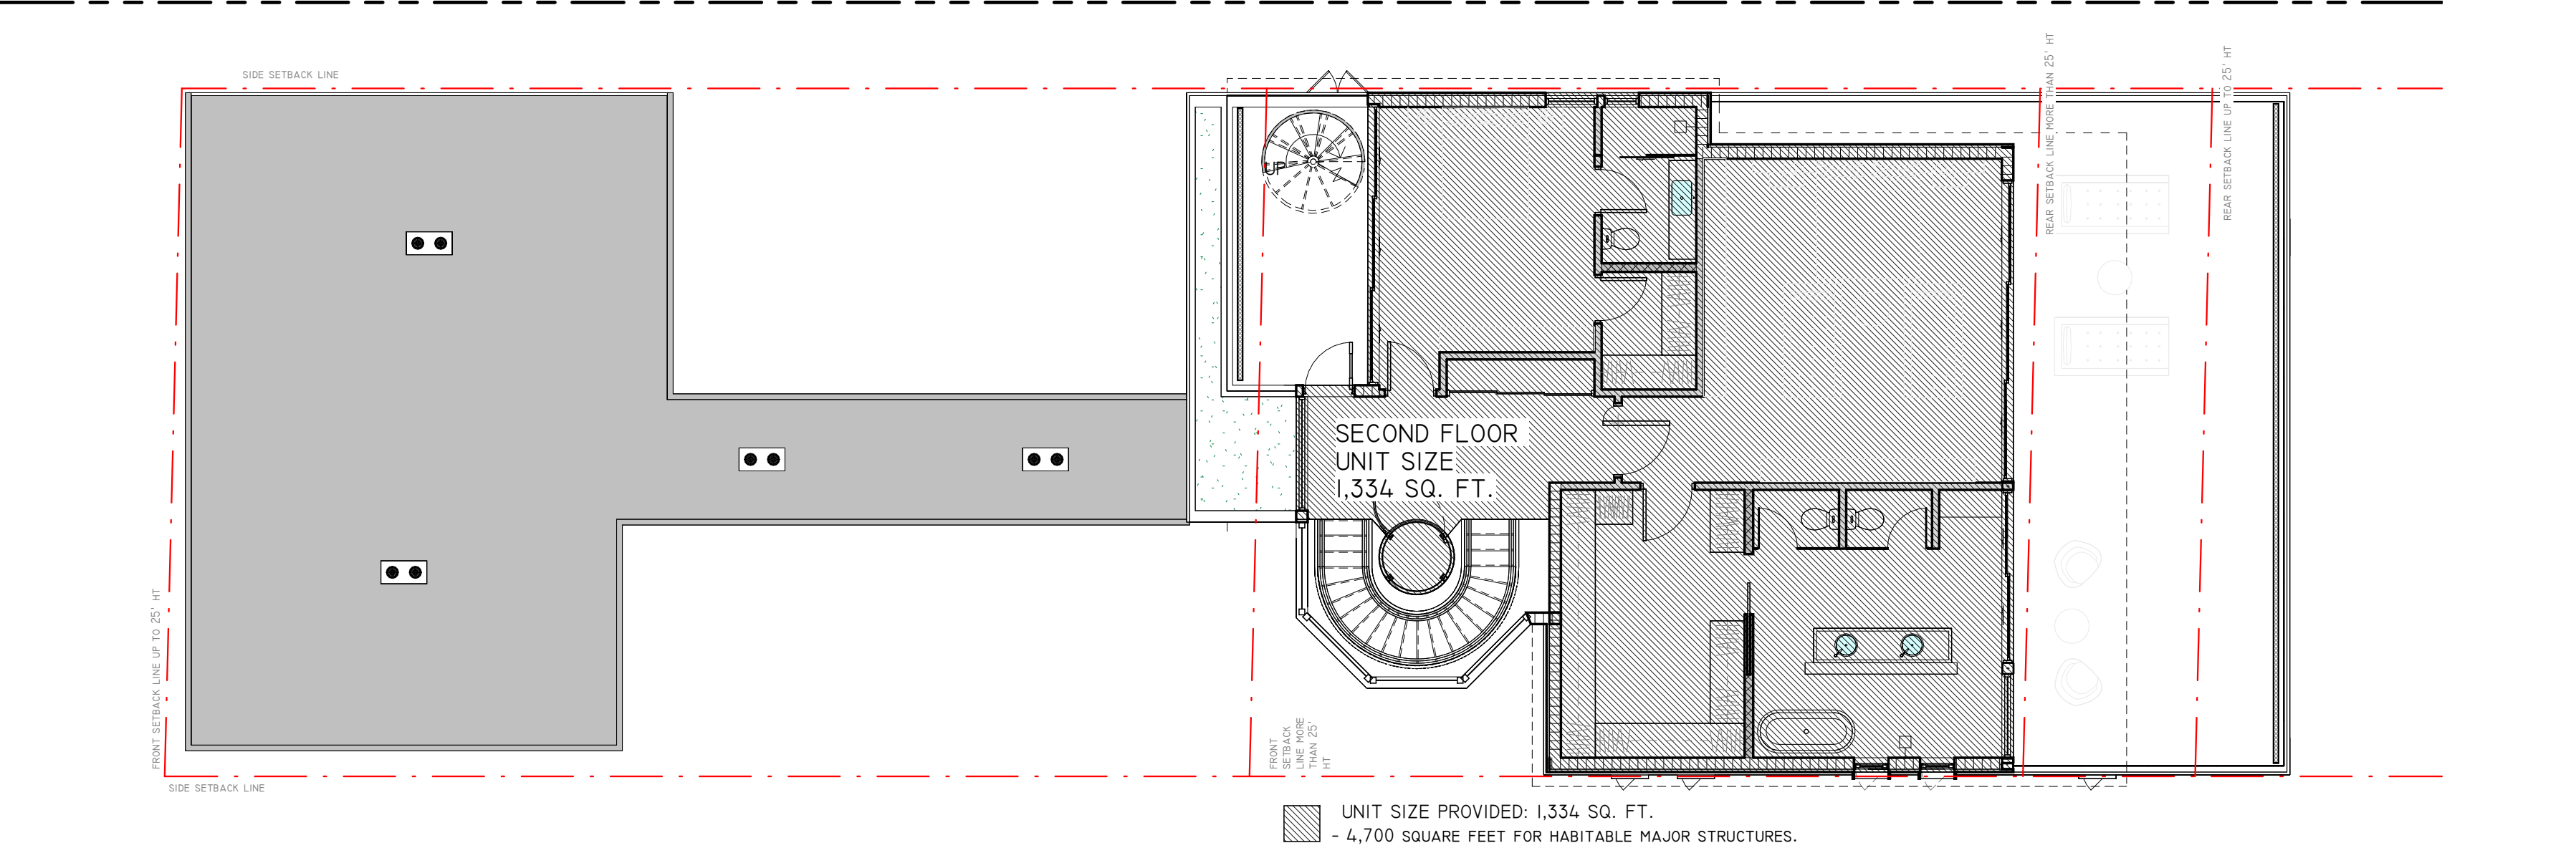 SIDE SETBACK LINE
REAR SETBACK LINE MORE THAN 25' HT
REAR SETBACK LINE UP TO 25' HT
UP
SECOND FLOOR
UNIT SIZE
1,334 SQ. FT.
FRONT SETBACK LINE UP TO 25' HT
FRONT
SETBACK
LINE MORE
THAN 25'
HT
SIDE SETBACK LINE
UNIT SIZE PROVIDED: 1,334 SQ. FT.
- 4,700 SQUARE FEET FOR HABITABLE MAJOR STRUCTURES.